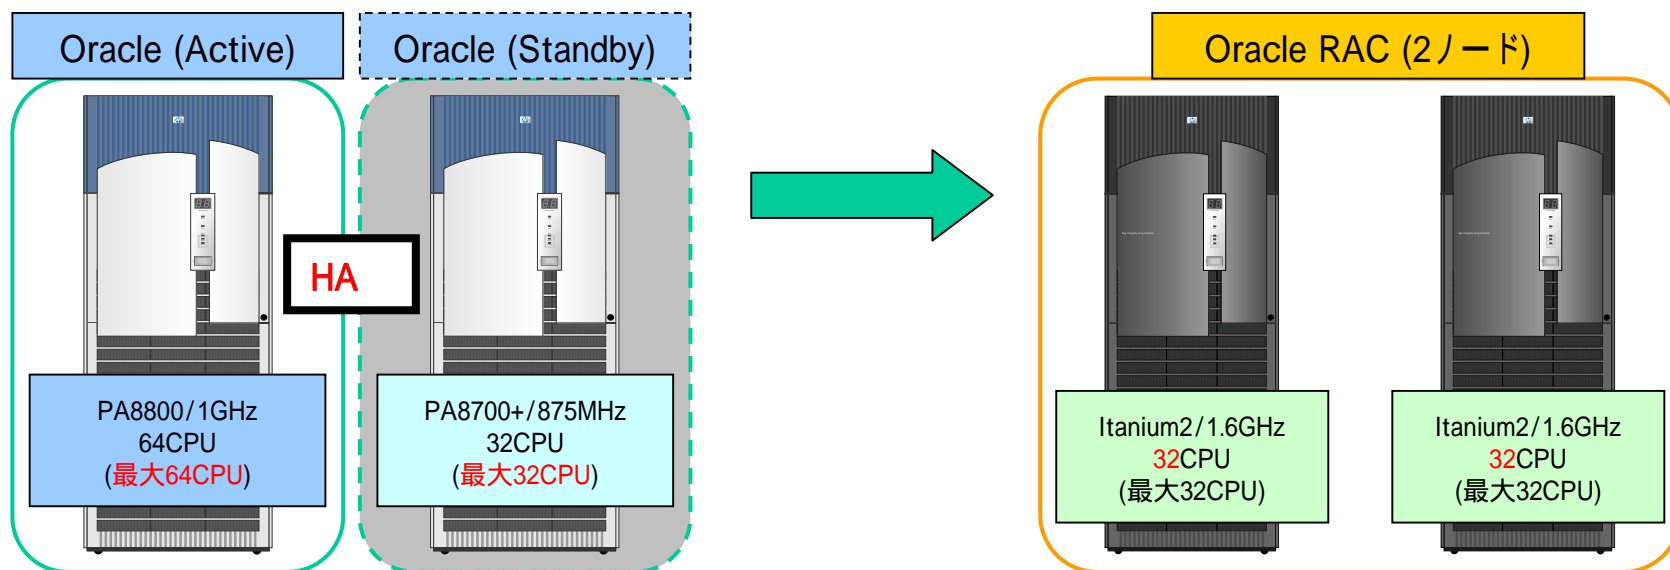 Oracle (Active)
Oracle (Standby)
Oracle RAC (2ノード)
HA
PA8800/1GHz
64CPU
(最大64CPU)
PA8700+/875MHz
32CPU
(最大32CPU)
Itanium2/1.6GHz
32CPU
(最大32CPU)
Itanium2/1.6GHz
32CPU
(最大32CPU)